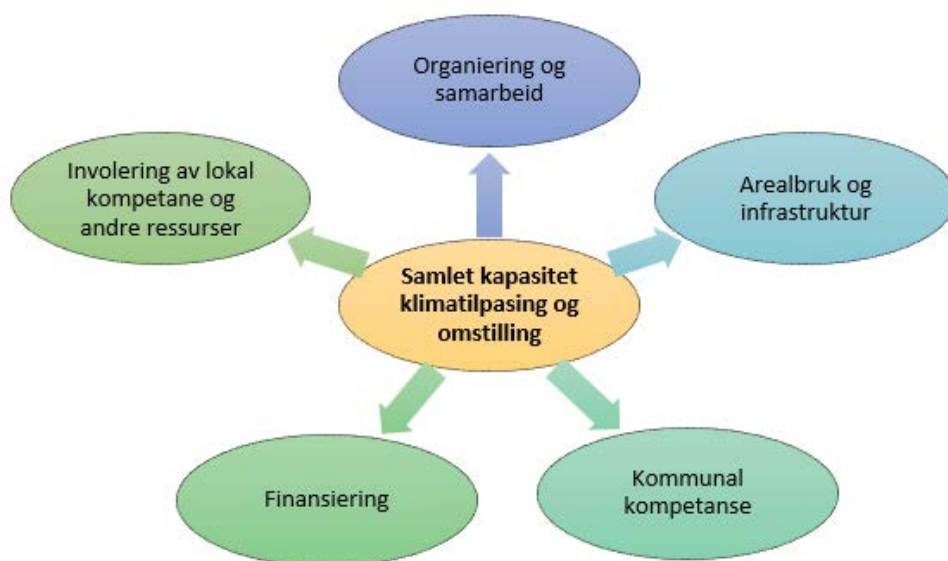 Organiering og
samarbeid
Involering av lokal
kompetane og
andre ressurser
Arealbruk og
infrastruktur
Samlet kapasitet
klimatilpasing og
omstilling
Finansiering
Kommunal
kompetanse